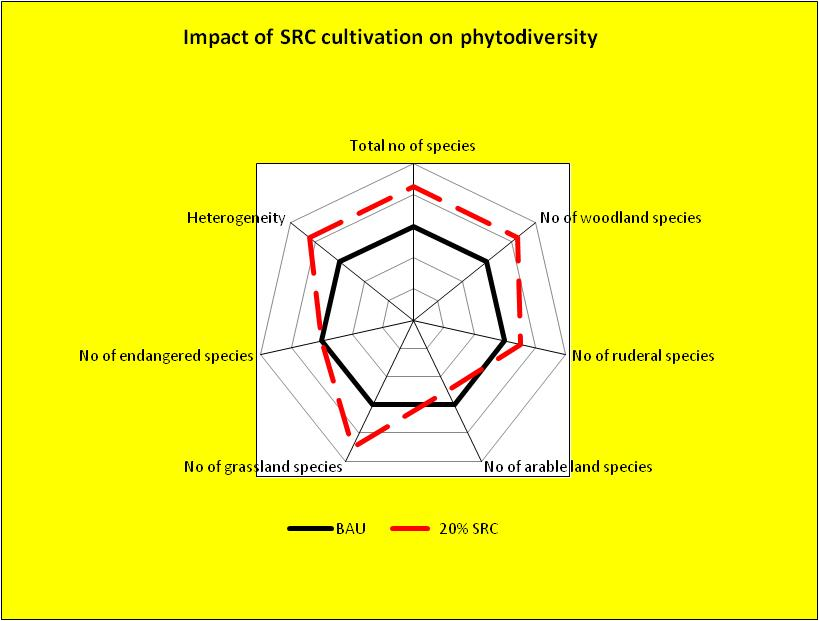 Impact of SRC cultivation on phytodiversity
Total no of species
Heterogeneity
No of woodland species
No of endangered species
No of ruderal species
No of grassland species
No of arable land species
BAU
20% SRC